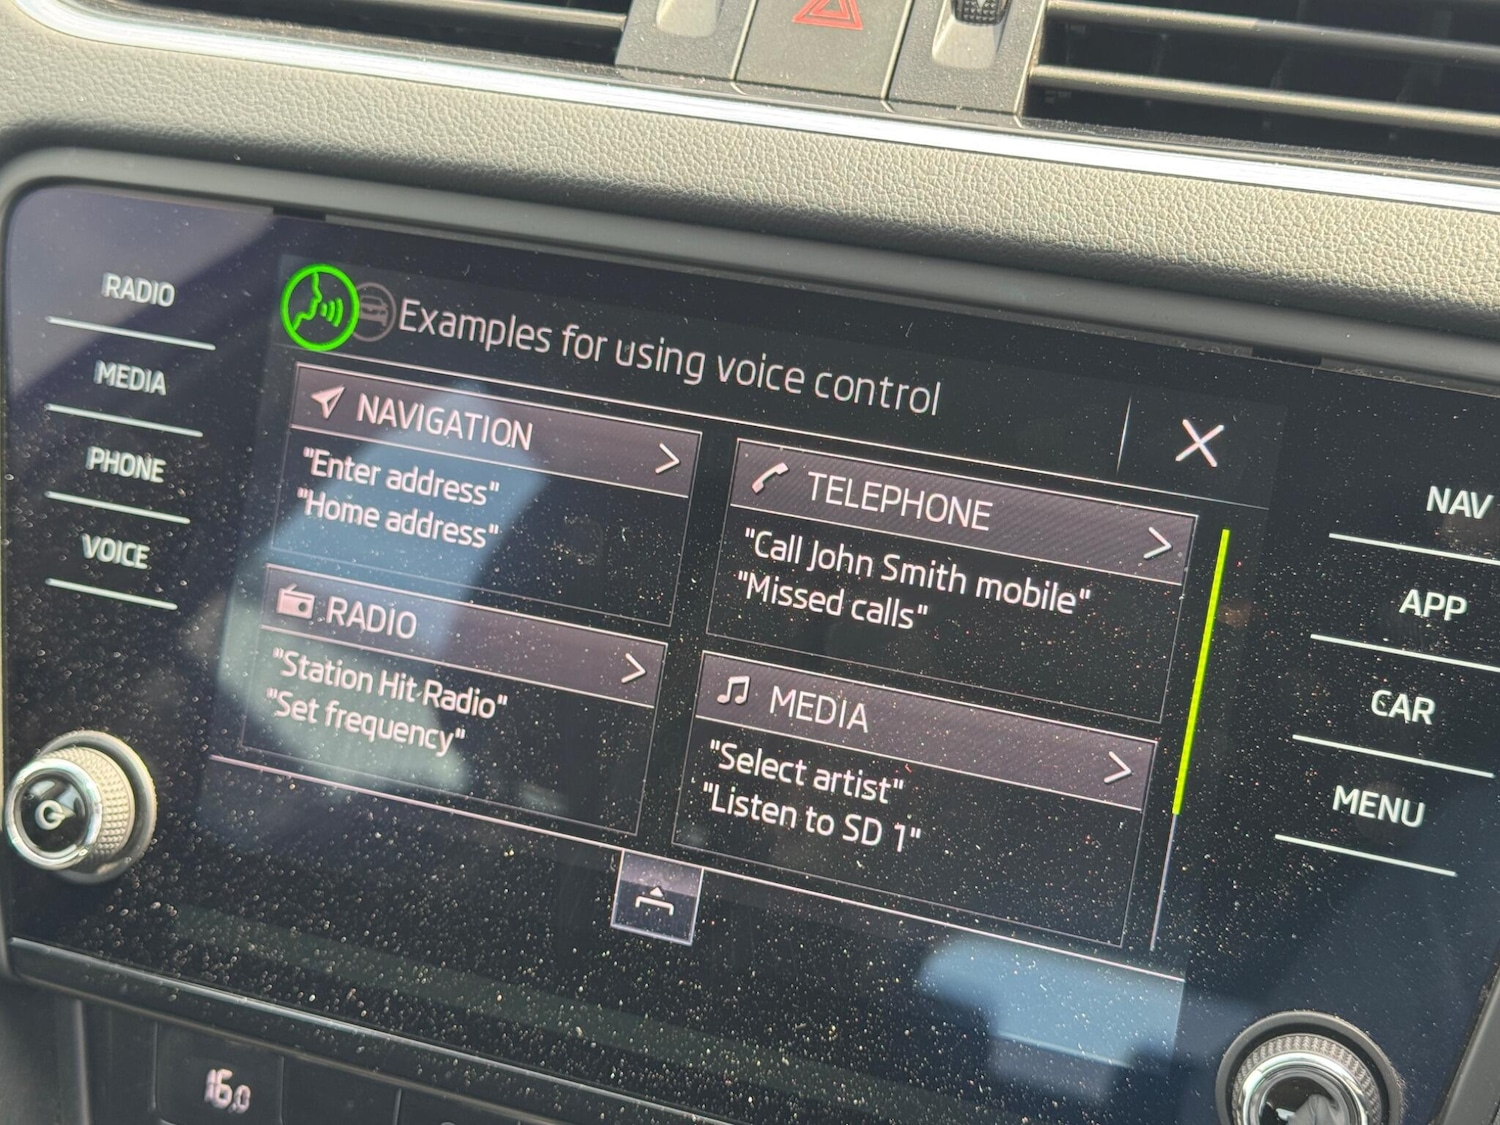 RADIO
MEDIA
PHONE
VOICE
Examples for using voice control
NAVIGATION
"Enter address"
"Home address"
TELEPHONE
"Call John Smith mobile"
"Missed calls"
RADIO
"Station Hit Radio"
"Set frequency"
MEDIA
"Select artist"
"Listen to SD 1"
NAV
APP
CAR
MENU
16.0